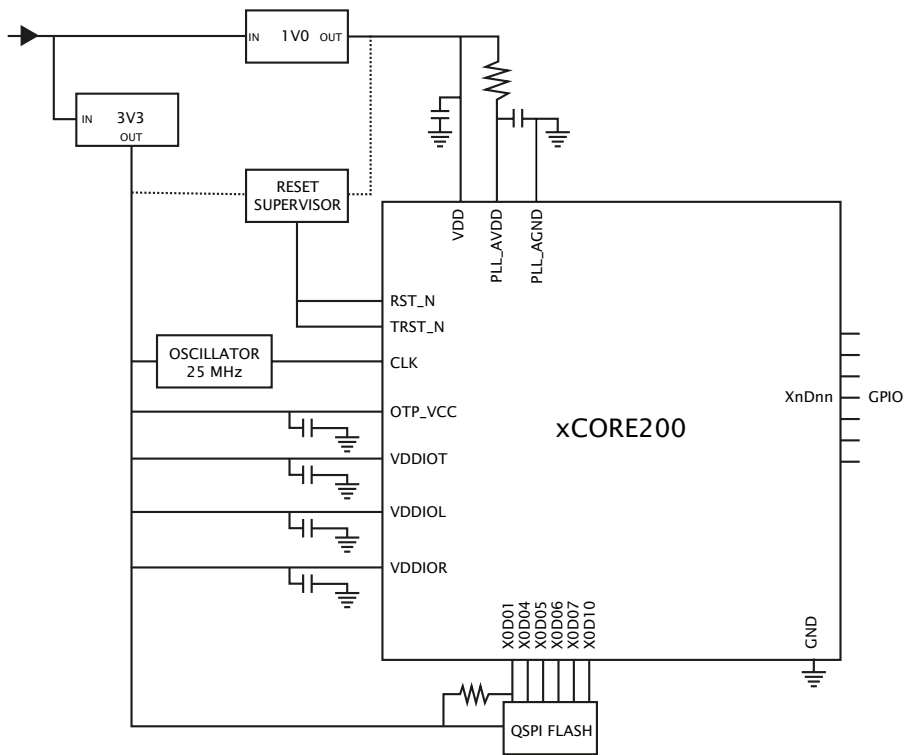 IN 1V0 OUT
IN 3V3
OUT
RESET
SUPERVISOR
VDD
PLL_AVDD
PLL_AGND
RST_N
TRST_N
OSCILLATOR
25 MHz
CLK
XnDnn GPIO
OTP_VCC
xCORE200
VDDIOT
VDDIOL
VDDIOR
X0D01
X0D04
X0D05
X0D06
X0D07
X0D10
GND
QSPI FLASH